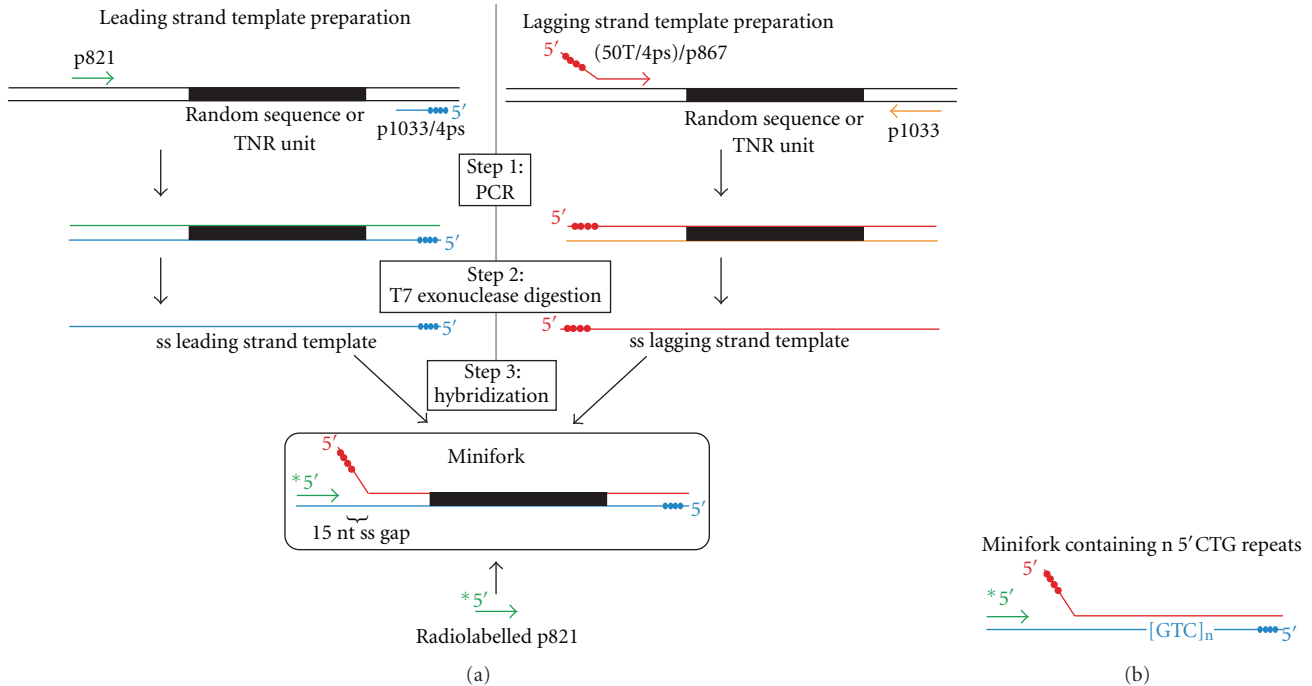 Leading strand template preparation
p821
Random sequence or
TNR unit
p1033/4ps
5′
Lagging strand template preparation
5′
(50T/4ps)/p867
Random sequence or
TNR unit
p1033
Step 1:
PCR
5′
5′
Step 2:
T7 exonuclease digestion
5′
ss leading strand template
5′
ss lagging strand template
Step 3:
hybridization
Minifork
5′
*5′
5′
15 nt ss gap
*5′
Radiolabelled p821
(a)
Minifork containing n 5′CTG repeats
5′
*5′
[GTC]n
5′
(b)